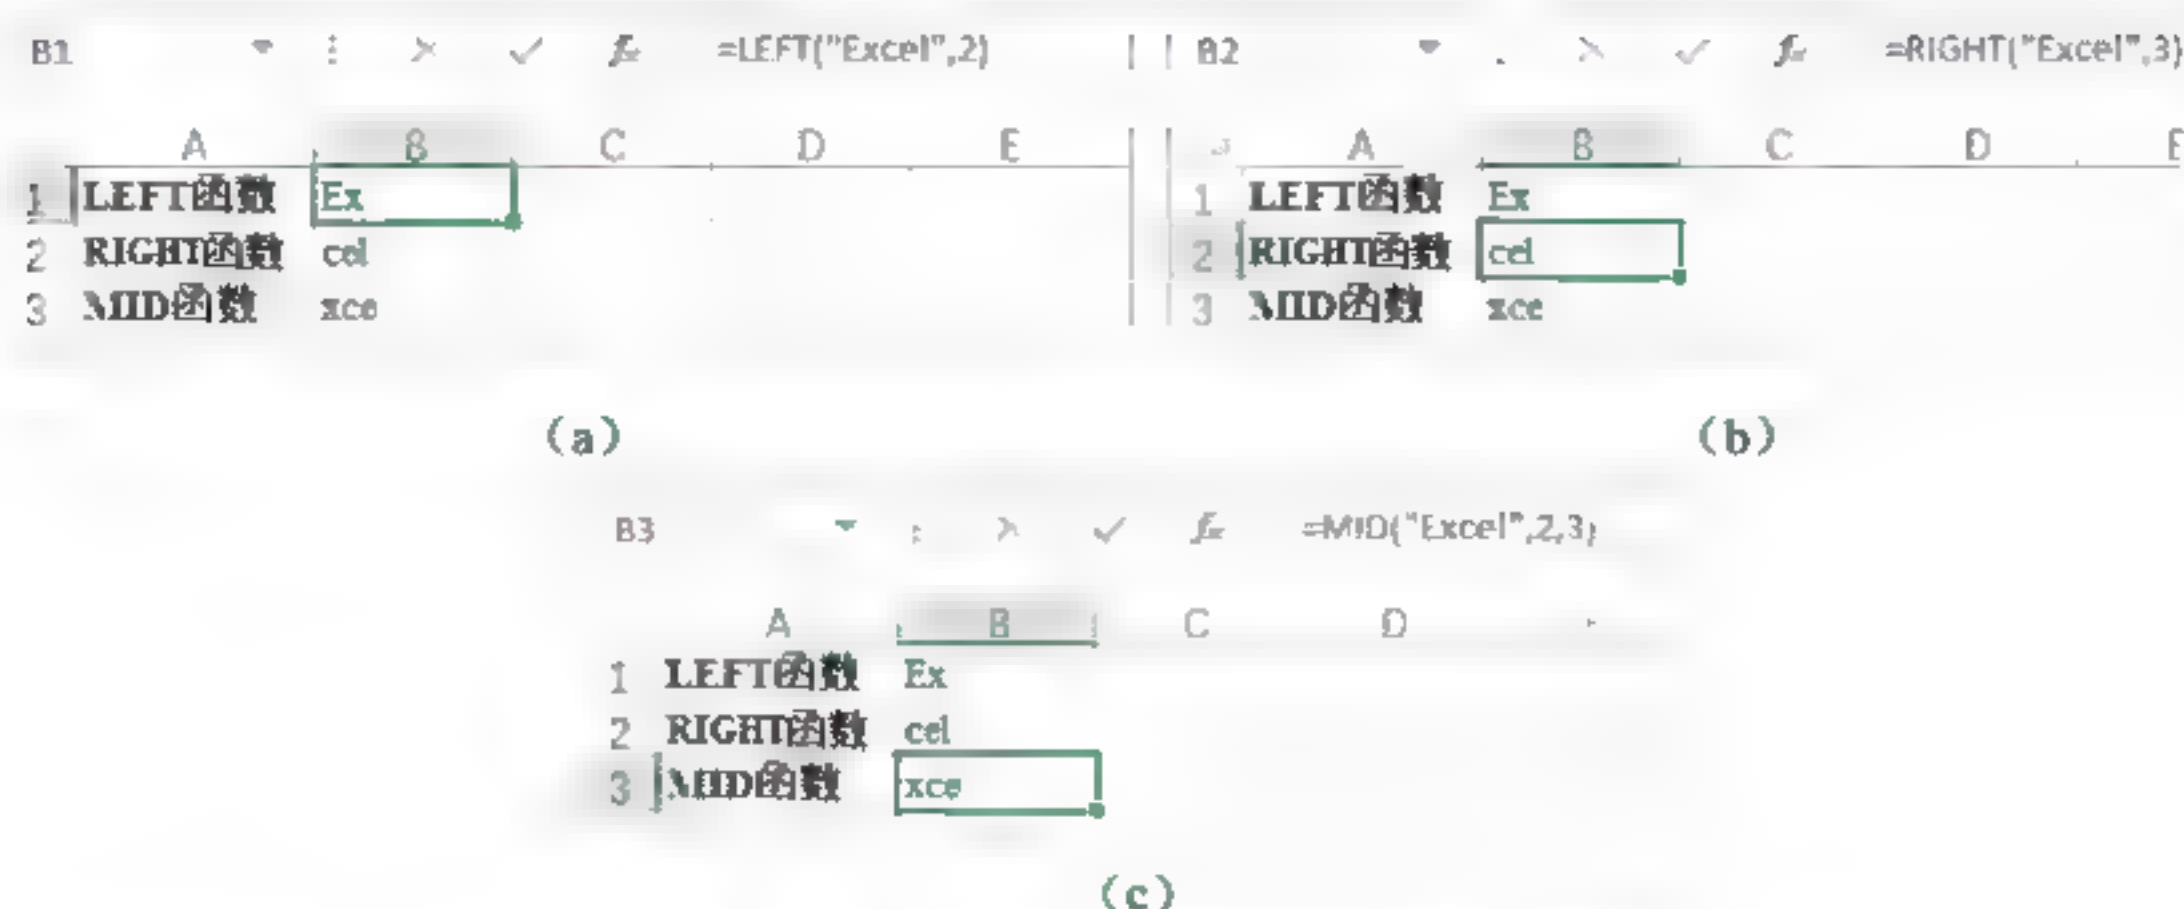 B1 fx =LEFT("Excel",2)
A B C D E
1 LEFT函数 Ex
2 RIGHT函数 cel
3 MID函数 xce
(a)
B2 fx =RIGHT("Excel",3)
A B C D E
1 LEFT函数 Ex
2 RIGHT函数 cel
3 MID函数 xce
(b)
B3 fx =MID("Excel",2,3)
A B C D
1 LEFT函数 Ex
2 RIGHT函数 cel
3 MID函数 xce
(c)